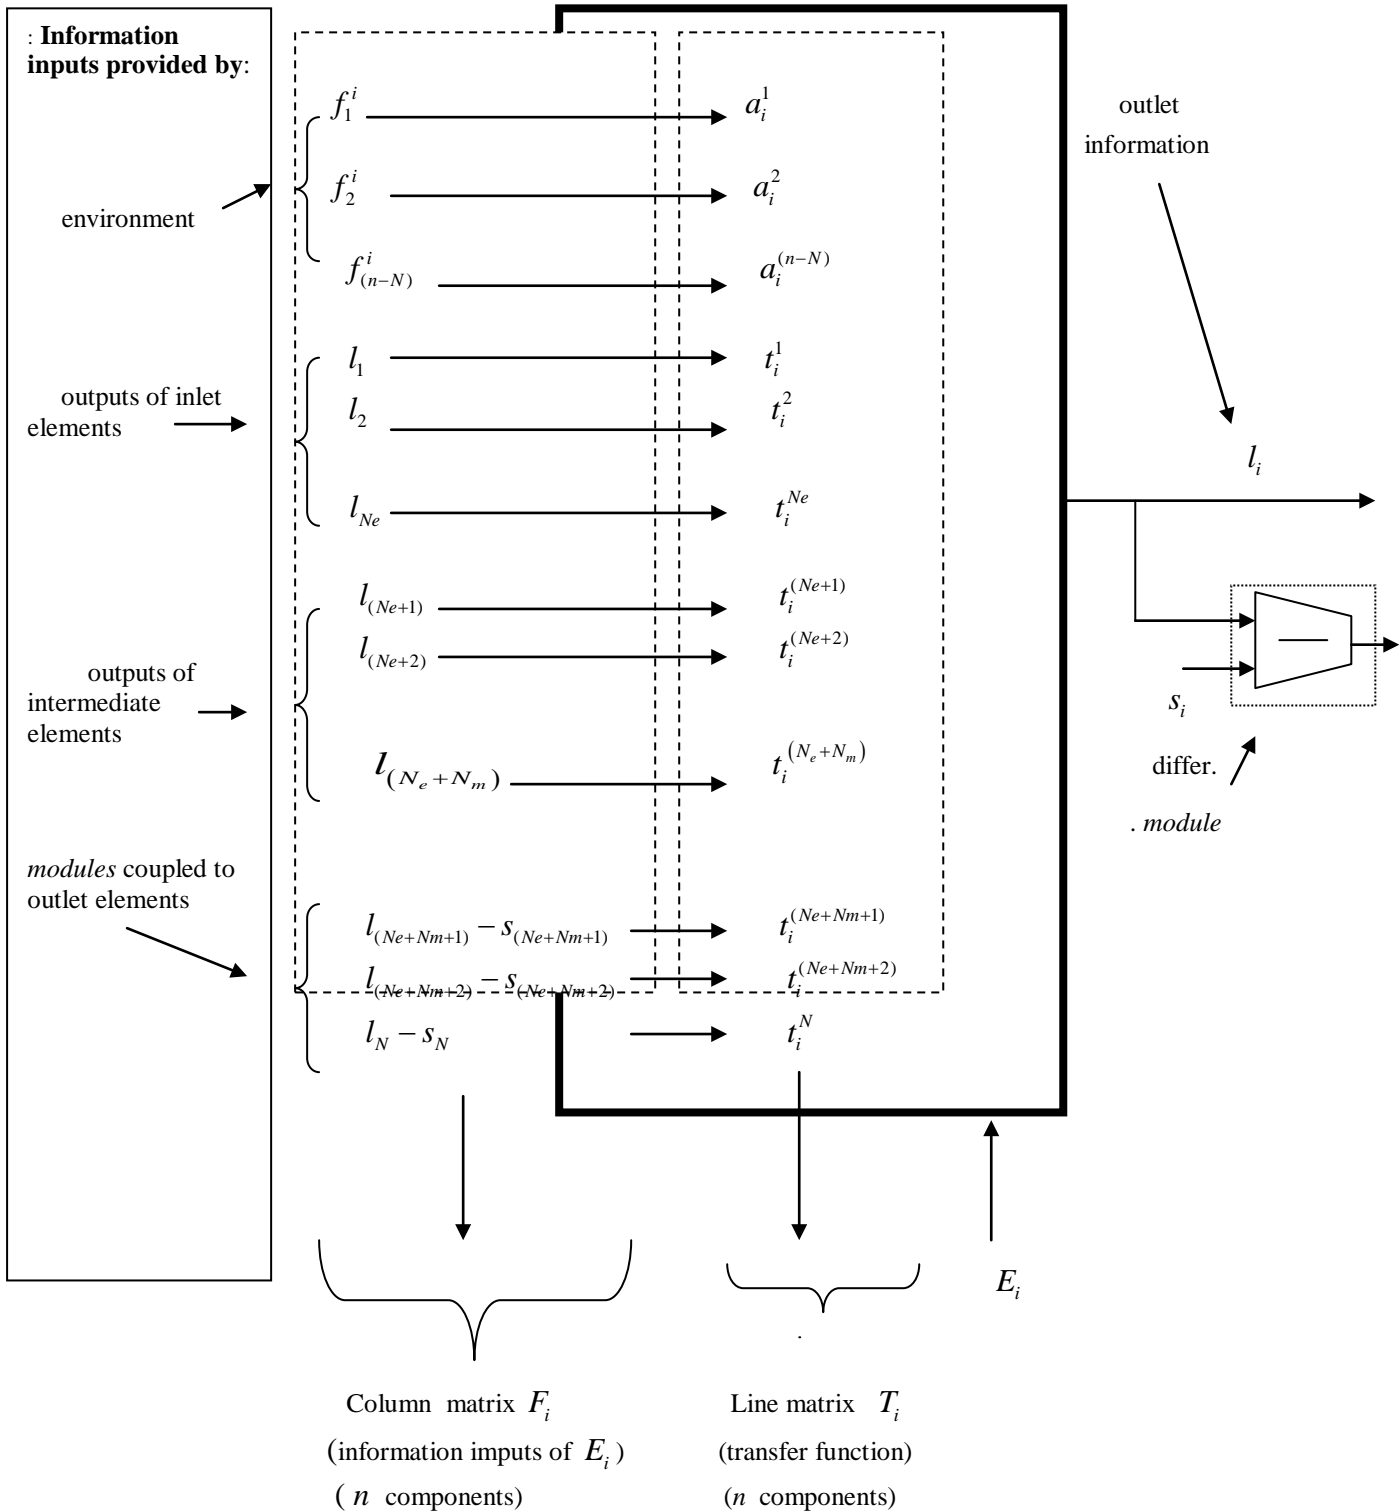 : Information
inputs provided by:
environment
outputs of inlet
elements
outputs of
intermediate
elements
modules coupled to
outlet elements
f_1^i a_i^1
f_2^i a_i^2
f_{(n-N)}^i a_i^{(n-N)}
l_1 t_i^1
l_2 t_i^2
l_{Ne} t_i^{Ne}
l_{(Ne+1)} t_i^{(Ne+1)}
l_{(Ne+2)} t_i^{(Ne+2)}
l_{(N_e+N_m)} t_i^{(N_e+N_m)}
l_{(Ne+Nm+1)} − s_{(Ne+Nm+1)} t_i^{(Ne+Nm+1)}
l_{(Ne+Nm+2)} − s_{(Ne+Nm+2)} t_i^{(Ne+Nm+2)}
l_N − s_N t_i^N
outlet
information
l_i
s_i
differ.
. module
E_i
.
Column matrix F_i
(information imputs of E_i)
( n components)
Line matrix T_i
(transfer function)
(n components)